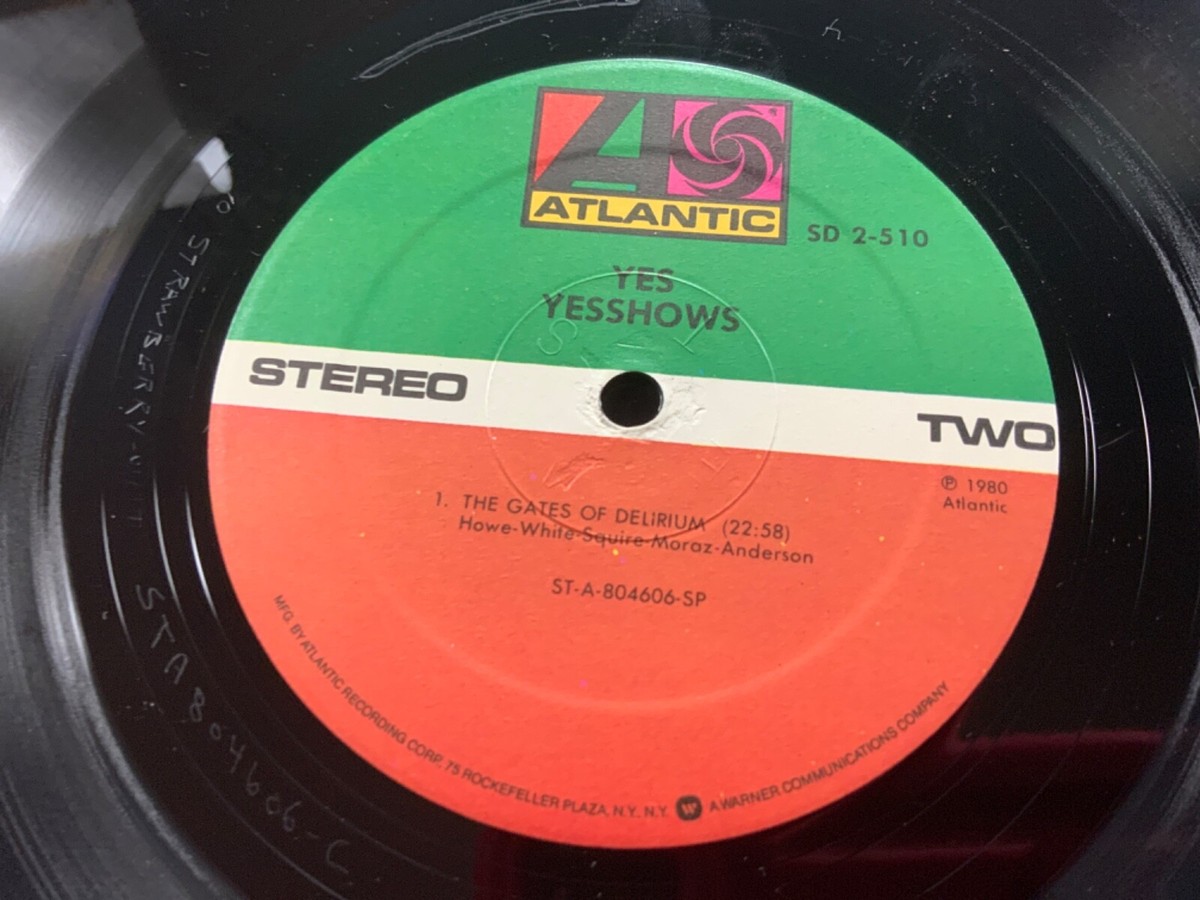 ATLANTIC
SD 2-510
YES
YESSHOWS
STEREO
TWO
℗ 1980
Atlantic
1. THE GATES OF DELiRIUM (22:58)
Howe-White-Squire-Moraz-Anderson
ST-A-804606-SP
MFG. BY ATLANTIC RECORDING CORP., 75 ROCKEFELLER PLAZA, N.Y., N.Y. W A WARNER COMMUNICATIONS COMPANY
STA804606-C